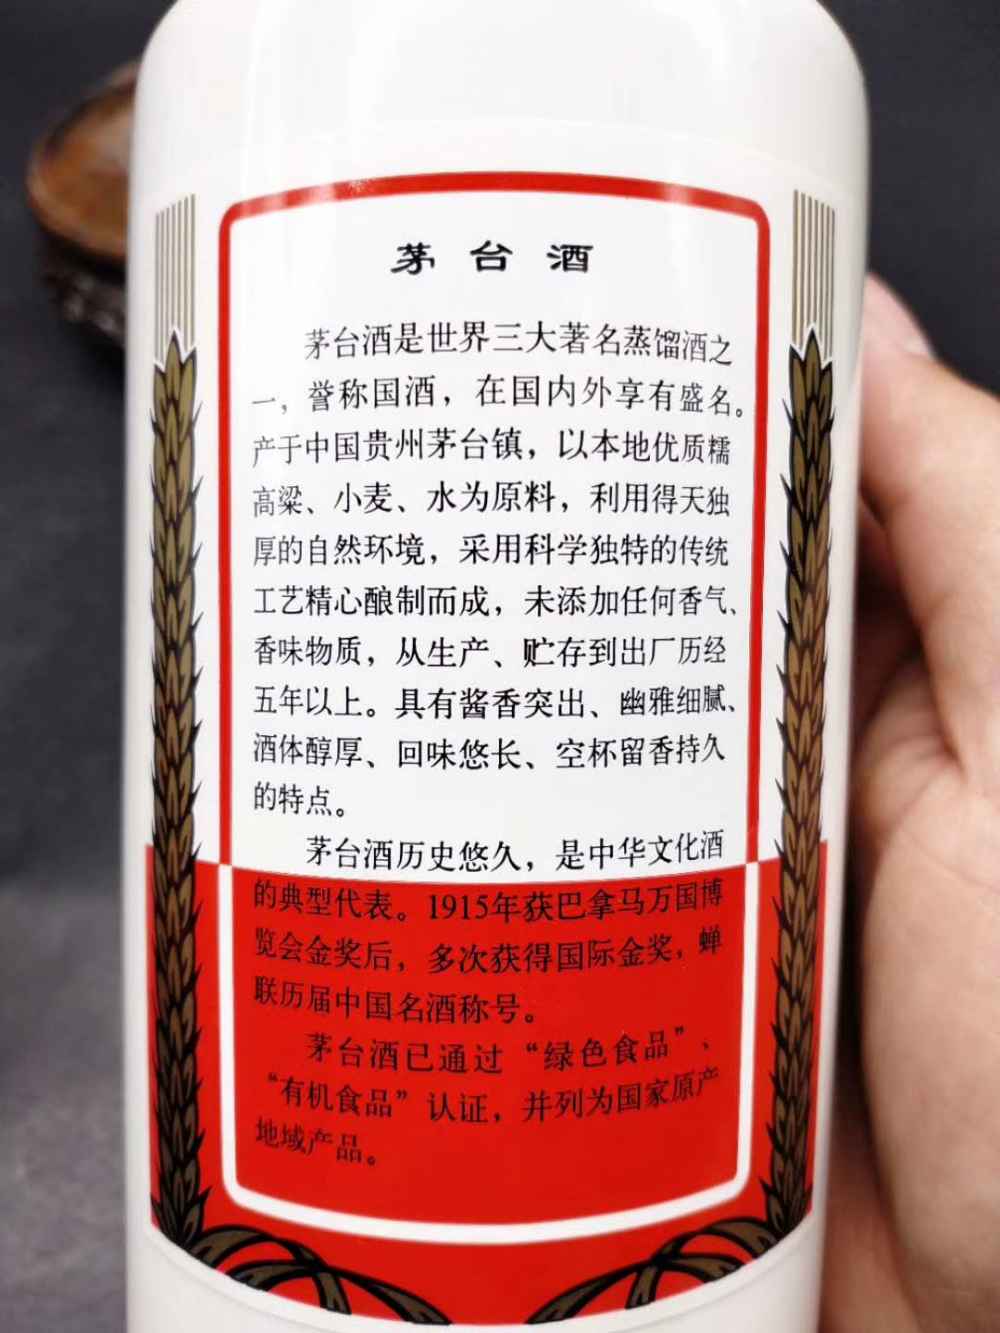 茅台酒
茅台酒是世界三大著名蒸馏酒之
一，誉称国酒，在国内外享有盛名。
产于中国贵州茅台镇，以本地优质糯
高粱、小麦、水为原料，利用得天独
厚的自然环境，采用科学独特的传统
工艺精心酿制而成，未添加任何香气、
香味物质，从生产、贮存到出厂历经
五年以上。具有酱香突出、幽雅细腻、
酒体醇厚、回味悠长、空杯留香持久
的特点。
茅台酒历史悠久，是中华文化酒
的典型代表。1915年获巴拿马万国博
览会金奖后，多次获得国际金奖，蝉
联历届中国名酒称号。
茅台酒已通过“绿色食品”、
“有机食品”认证，并列为国家原产
地域产品。